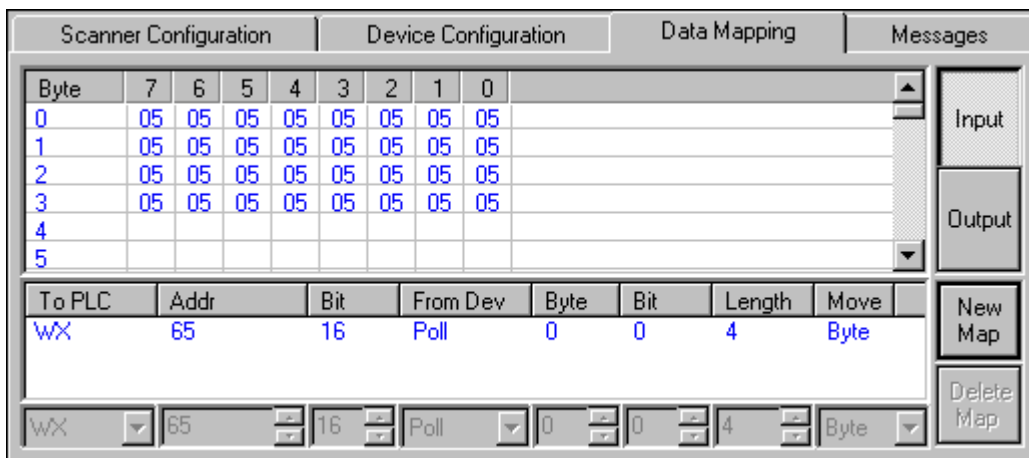 Scanner Configuration Device Configuration Data Mapping Messages
Byte 7 6 5 4 3 2 1 0
0 05 05 05 05 05 05 05 05
1 05 05 05 05 05 05 05 05
2 05 05 05 05 05 05 05 05
3 05 05 05 05 05 05 05 05
4
5
Input
Output
To PLC Addr Bit From Dev Byte Bit Length Move
WX 65 16 Poll 0 0 4 Byte
New
Map
Delete
Map
WX 65 16 Poll 0 0 4 Byte